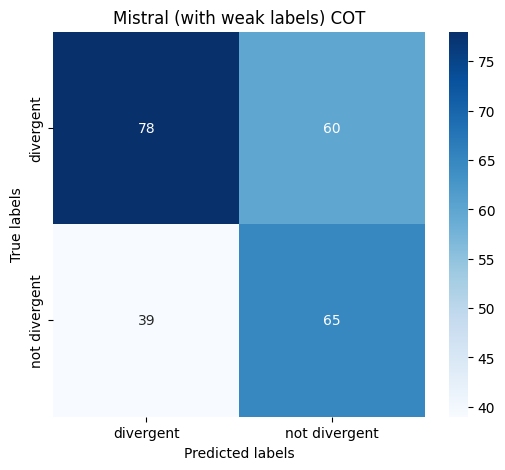 Mistral (with weak labels) COT
True labels
divergent
not divergent
78
60
39
65
divergent
not divergent
Predicted labels
75
70
65
60
55
50
45
40